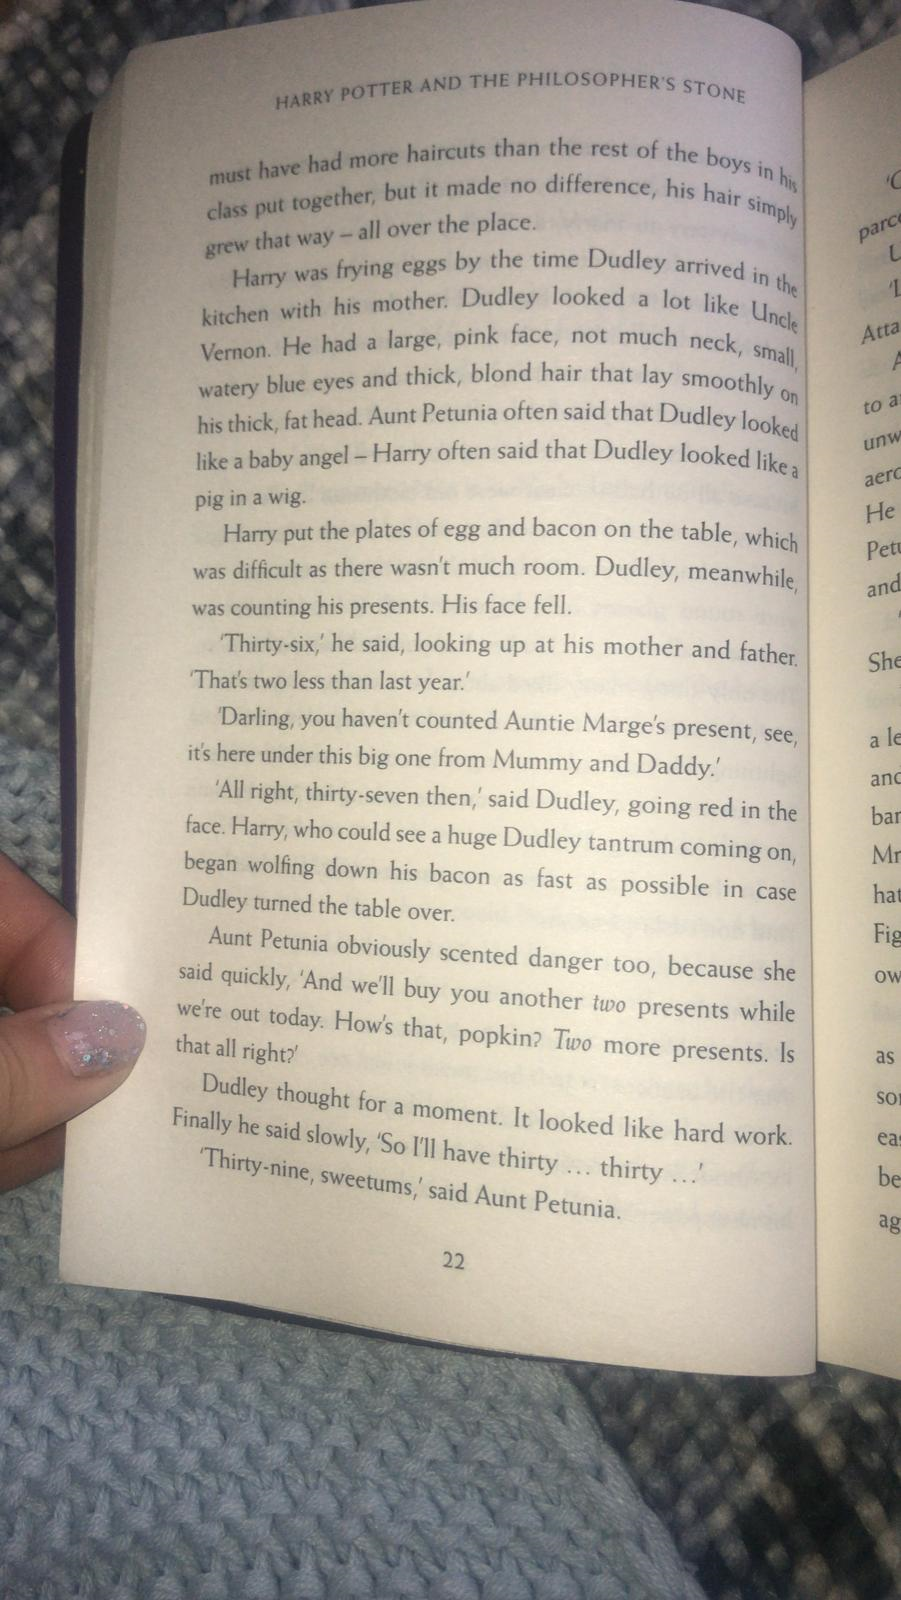 HARRY POTTER AND THE PHILOSOPHER'S STONE
must have had more haircuts than the rest of the boys in his
class put together, but it made no difference, his hair simply
grew that way – all over the place.
Harry was frying eggs by the time Dudley arrived in the
kitchen with his mother. Dudley looked a lot like Uncle
Vernon. He had a large, pink face, not much neck, small,
watery blue eyes and thick, blond hair that lay smoothly on
his thick, fat head. Aunt Petunia often said that Dudley looked
like a baby angel – Harry often said that Dudley looked like a
pig in a wig.
Harry put the plates of egg and bacon on the table, which
was difficult as there wasn't much room. Dudley, meanwhile,
was counting his presents. His face fell.
'Thirty-six,' he said, looking up at his mother and father.
'That's two less than last year.'
'Darling, you haven't counted Auntie Marge's present, see,
it's here under this big one from Mummy and Daddy.'
'All right, thirty-seven then,' said Dudley, going red in the
face. Harry, who could see a huge Dudley tantrum coming on,
began wolfing down his bacon as fast as possible in case
Dudley turned the table over.
Aunt Petunia obviously scented danger too, because she
said quickly, 'And we'll buy you another two presents while
we're out today. How's that, popkin? Two more presents. Is
that all right?'
Dudley thought for a moment. It looked like hard work.
Finally he said slowly, 'So I'll have thirty ... thirty ...'
'Thirty-nine, sweetums,' said Aunt Petunia.
22
to
He
and
She
a
and
as